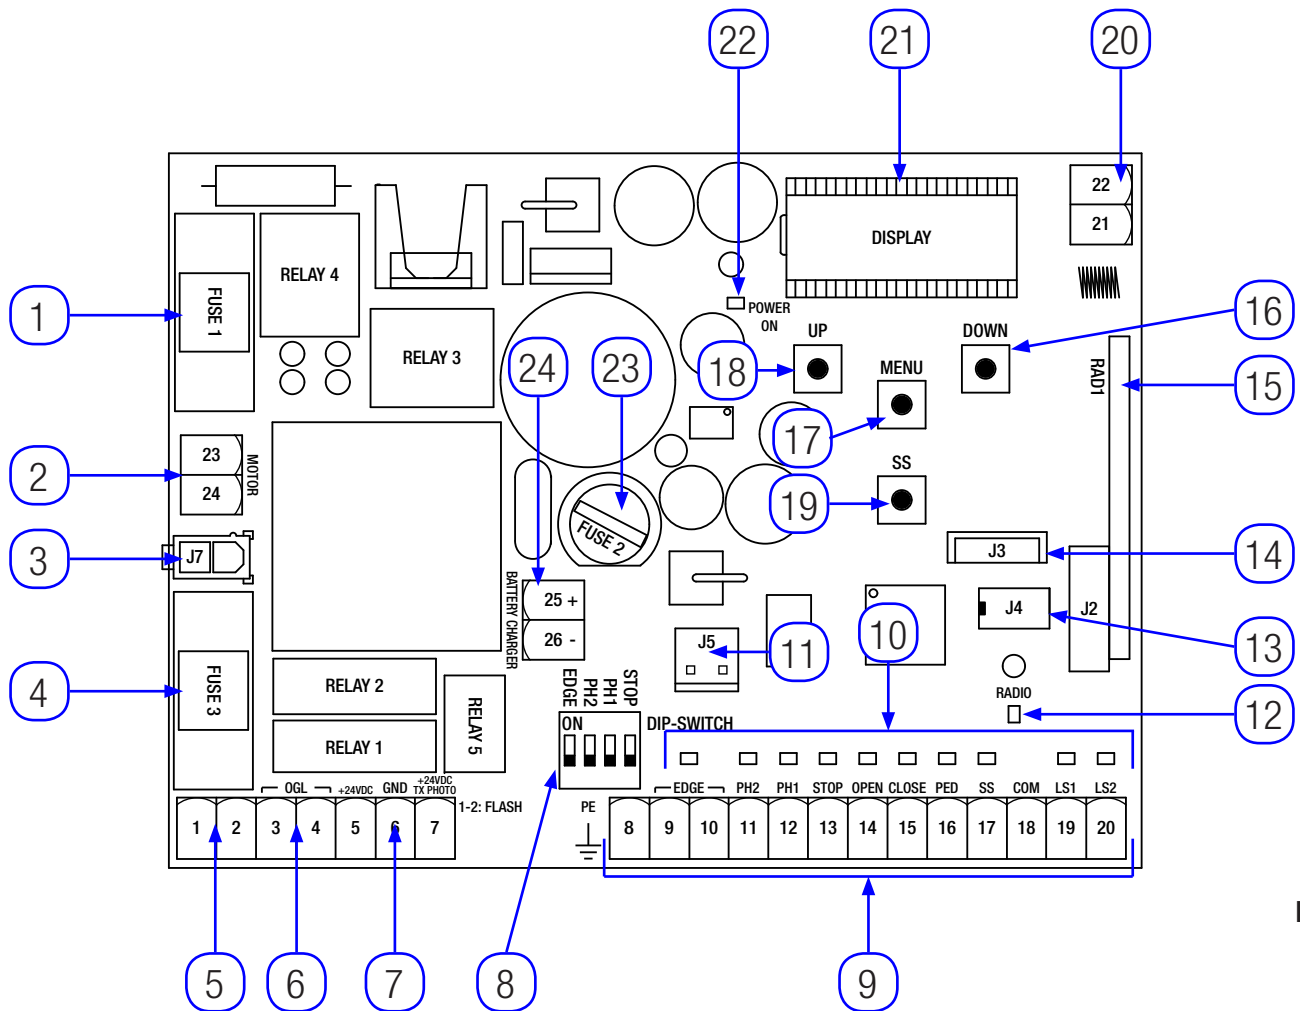 22
21
20
22
21
DISPLAY
RELAY 4
FUSE 1
1
POWER
ON
UP
DOWN
16
RELAY 3
24
23
18
MENU
RAD1
15
17
23
24
MOTOR
2
SS
19
FUSE 2
J7
3
J3
14
BATTERY CHARGER
25 +
26 -
J4
J2
10
13
J5
11
4
FUSE 3
RELAY 2
RELAY 1
RELAY 5
EDGE
PH2
PH1
STOP
ON
DIP-SWITCH
RADIO
12
OGL
+24VDC
GND
+24VDC
TX PHOTO
1-2: FLASH
PE
EDGE
PH2
PH1
STOP
OPEN
CLOSE
PED
SS
COM
LS1
LS2
1
2
3
4
5
6
7
8
9
10
11
12
13
14
15
16
17
18
19
20
5
6
7
8
9